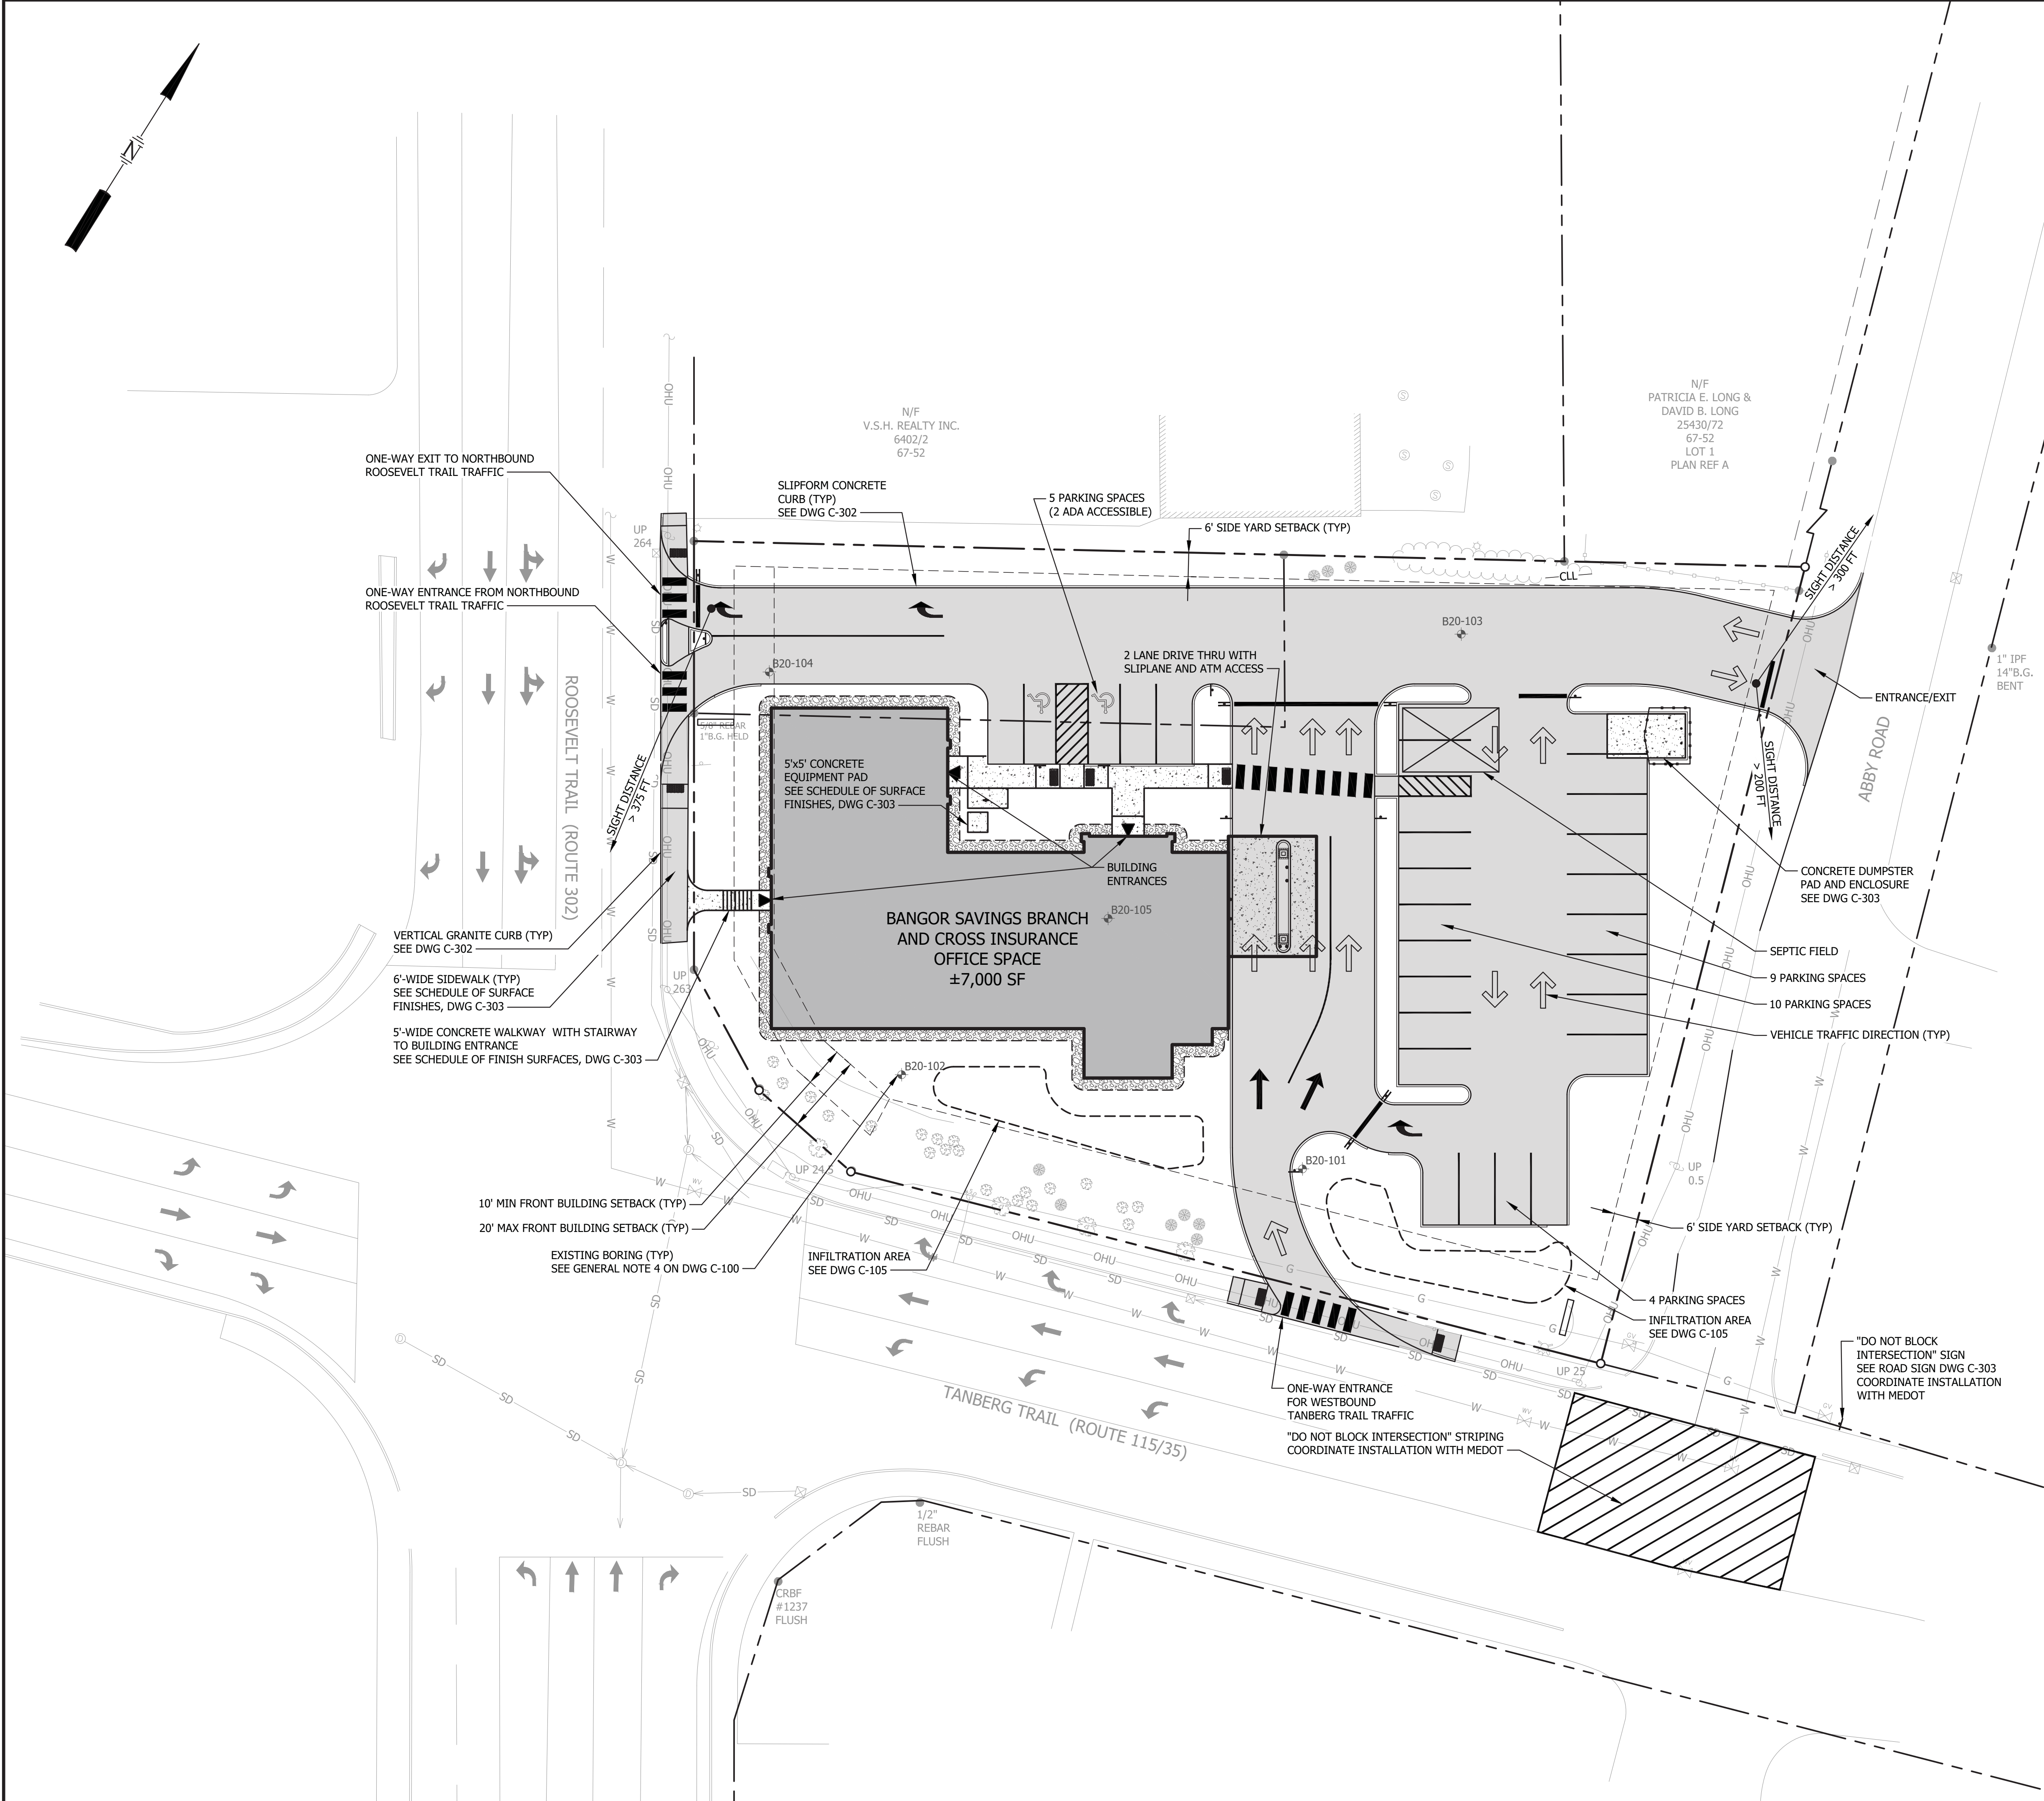 N
N/F
V.S.H. REALTY INC.
6402/2
67-52
N/F
PATRICIA E. LONG &
DAVID B. LONG
25430/72
67-52
LOT 1
PLAN REF A
ONE-WAY EXIT TO NORTHBOUND
ROOSEVELT TRAIL TRAFFIC
SLIPFORM CONCRETE
CURB (TYP)
SEE DWG C-302
5 PARKING SPACES
(2 ADA ACCESSIBLE)
6' SIDE YARD SETBACK (TYP)
UP
264
ONE-WAY ENTRANCE FROM NORTHBOUND
ROOSEVELT TRAIL TRAFFIC
CLL
SIGHT DISTANCE
> 300 FT
B20-103
B20-104
2 LANE DRIVE THRU WITH
SLIPLANE AND ATM ACCESS
1" IPF
14"B.G.
BENT
ENTRANCE/EXIT
ROOSEVELT TRAIL (ROUTE 302)
5/8" REBAR
1"B.G. HELD
ABBY ROAD
SIGHT DISTANCE
> 375 FT
5'x5' CONCRETE
EQUIPMENT PAD
SEE SCHEDULE OF SURFACE
FINISHES, DWG C-303
SIGHT DISTANCE
> 200 FT
BUILDING
ENTRANCES
CONCRETE DUMPSTER
PAD AND ENCLOSURE
SEE DWG C-303
BANGOR SAVINGS BRANCH
AND CROSS INSURANCE
OFFICE SPACE
±7,000 SF
B20-105
VERTICAL GRANITE CURB (TYP)
SEE DWG C-302
SEPTIC FIELD
9 PARKING SPACES
6'-WIDE SIDEWALK (TYP)
SEE SCHEDULE OF SURFACE
FINISHES, DWG C-303
UP
263
10 PARKING SPACES
5'-WIDE CONCRETE WALKWAY WITH STAIRWAY
TO BUILDING ENTRANCE
SEE SCHEDULE OF FINISH SURFACES, DWG C-303
VEHICLE TRAFFIC DIRECTION (TYP)
B20-102
B20-101
UP 24.5
UP
0.5
10' MIN FRONT BUILDING SETBACK (TYP)
20' MAX FRONT BUILDING SETBACK (TYP)
6' SIDE YARD SETBACK (TYP)
EXISTING BORING (TYP)
SEE GENERAL NOTE 4 ON DWG C-100
INFILTRATION AREA
SEE DWG C-105
4 PARKING SPACES
INFILTRATION AREA
SEE DWG C-105
"DO NOT BLOCK
INTERSECTION" SIGN
SEE ROAD SIGN DWG C-303
COORDINATE INSTALLATION
WITH MEDOT
UP 25
ONE-WAY ENTRANCE
FOR WESTBOUND
TANBERG TRAIL TRAFFIC
TANBERG TRAIL (ROUTE 115/35)
"DO NOT BLOCK INTERSECTION" STRIPING
COORDINATE INSTALLATION WITH MEDOT
1/2"
REBAR
FLUSH
CRBF
#1237
FLUSH
OHU
W
SD
G